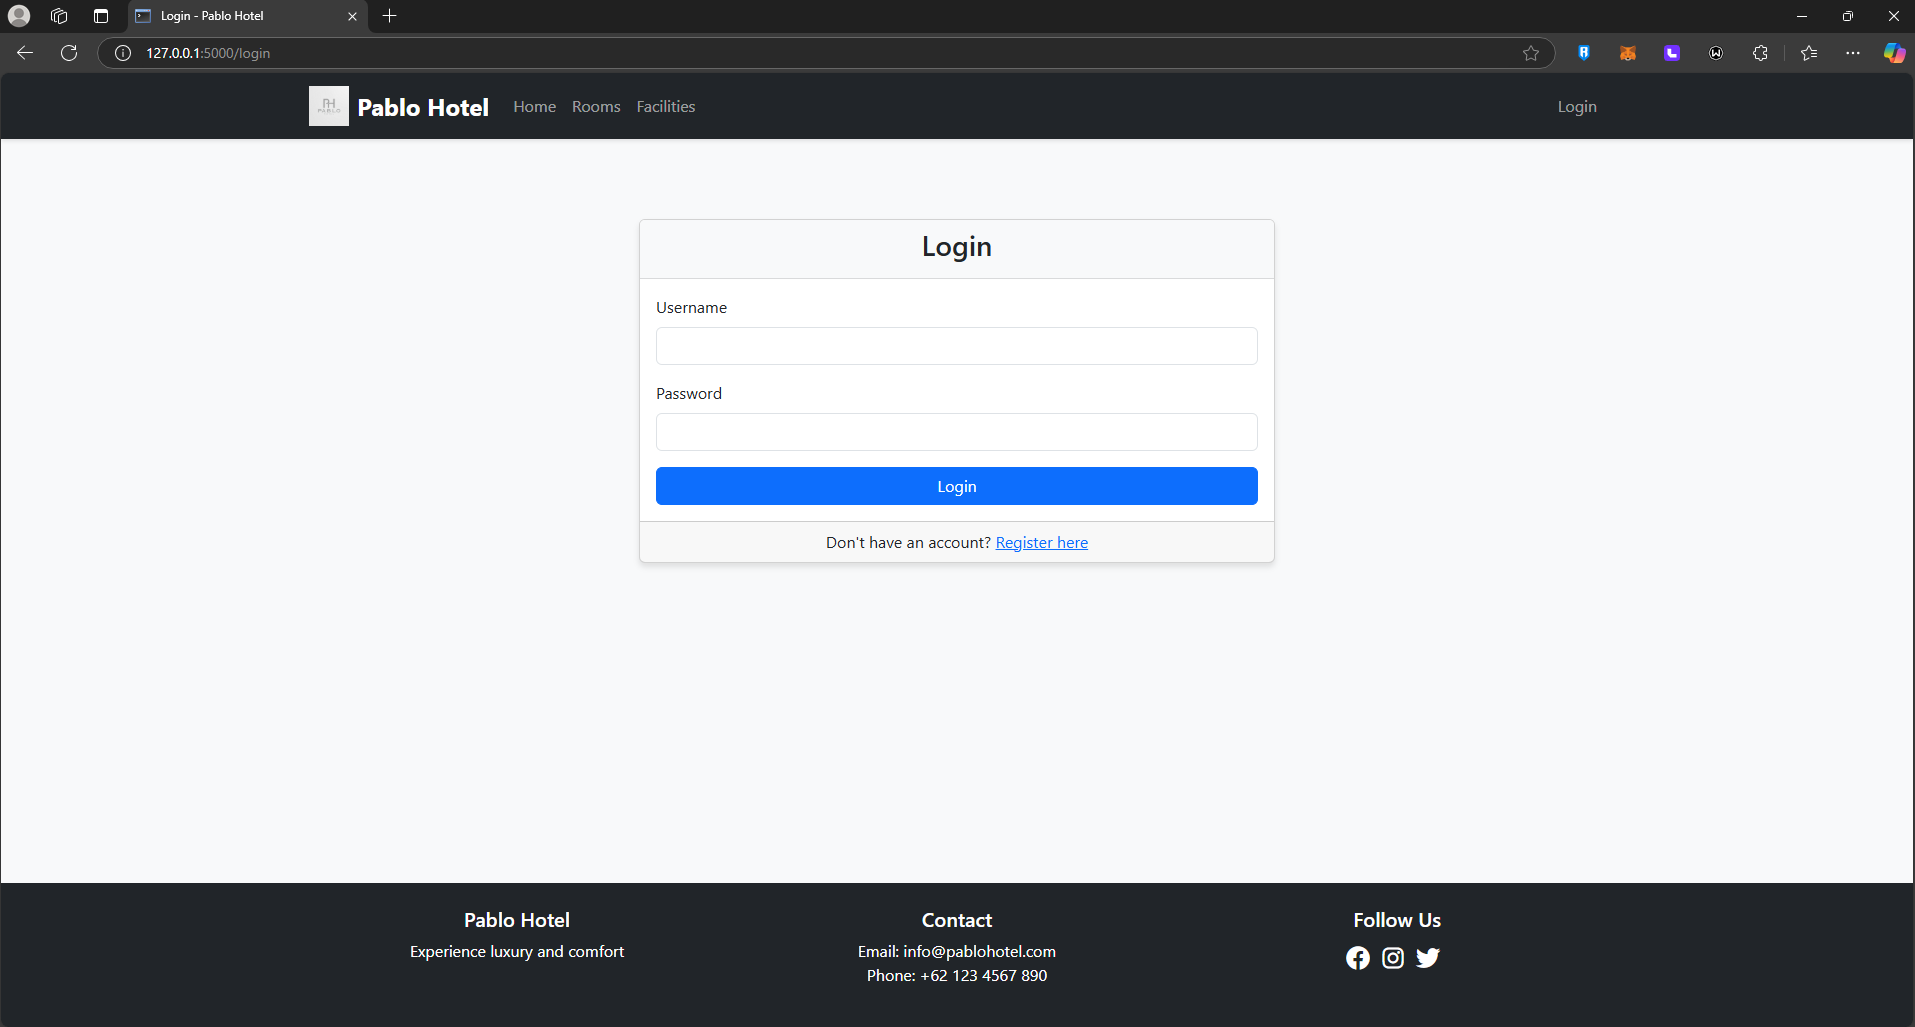 Login - Pablo Hotel
127.0.0.1:5000/login
PH
PABLO
Pablo Hotel
Home
Rooms
Facilities
Login
Login
Username
Password
Login
Don't have an account? Register here
Pablo Hotel
Experience luxury and comfort
Contact
Email: info@pablohotel.com
Phone: +62 123 4567 890
Follow Us